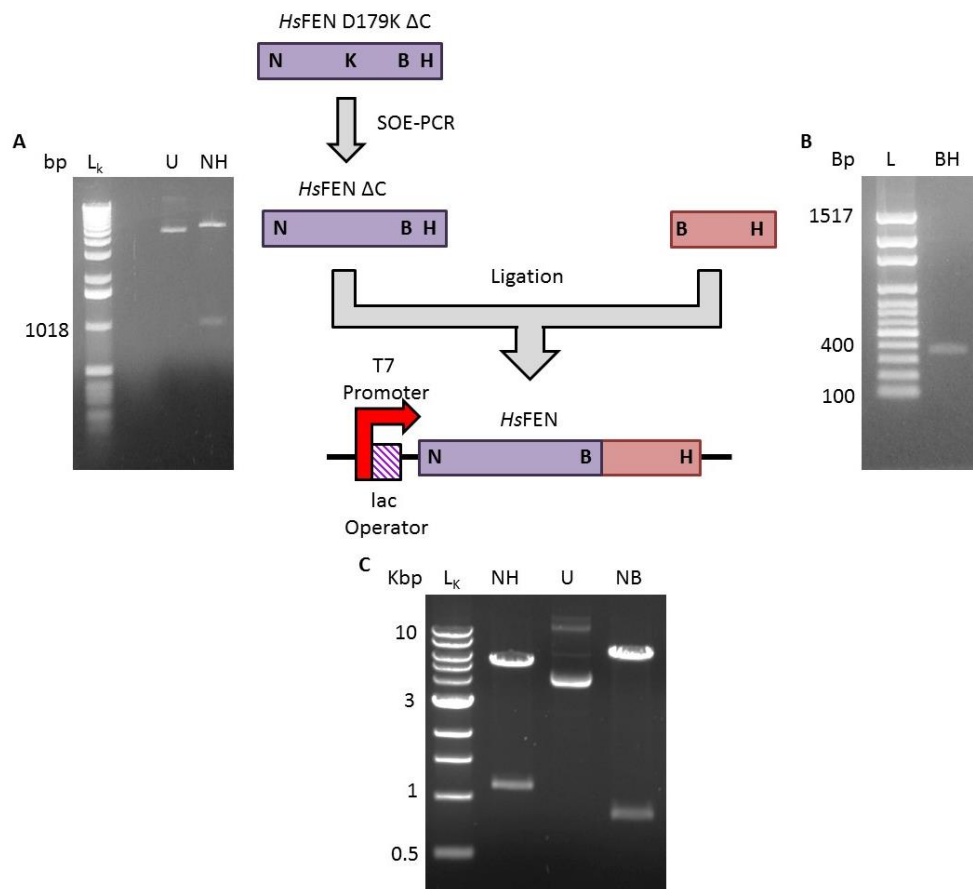 HsFEN D179K ΔC
N K B H
SOE-PCR
A
bp Lk U NH
1018
HsFEN ΔC
N B H
B H
Ligation
B
Bp L BH
1517
400
100
T7
Promoter
HsFEN
N B H
lac
Operator
C
Kbp LK NH U NB
10
3
1
0.5